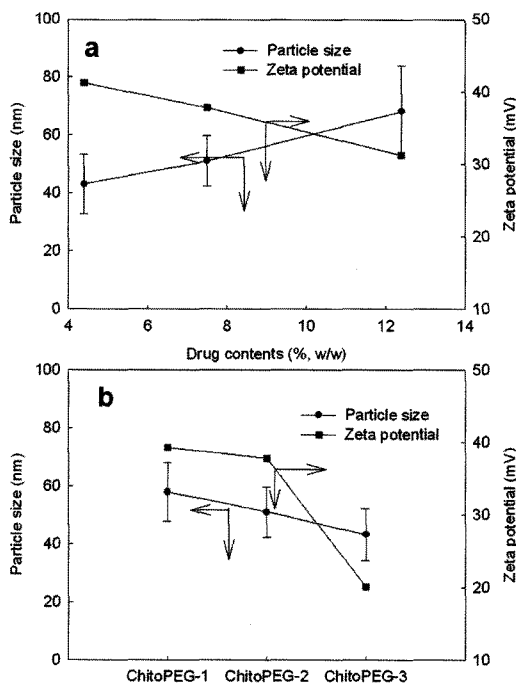 a
Particle size
Zeta potential
Particle size (nm)
100
80
60
40
20
0
50
40
30
20
10
Zeta potential (mV)
4 6 8 10 12 14
Drug contents (%, w/w)
b
Particle size
Zeta potential
Particle size (nm)
100
80
60
40
20
0
50
40
30
20
10
Zeta potential (mV)
ChitoPEG-1 ChitoPEG-2 ChitoPEG-3